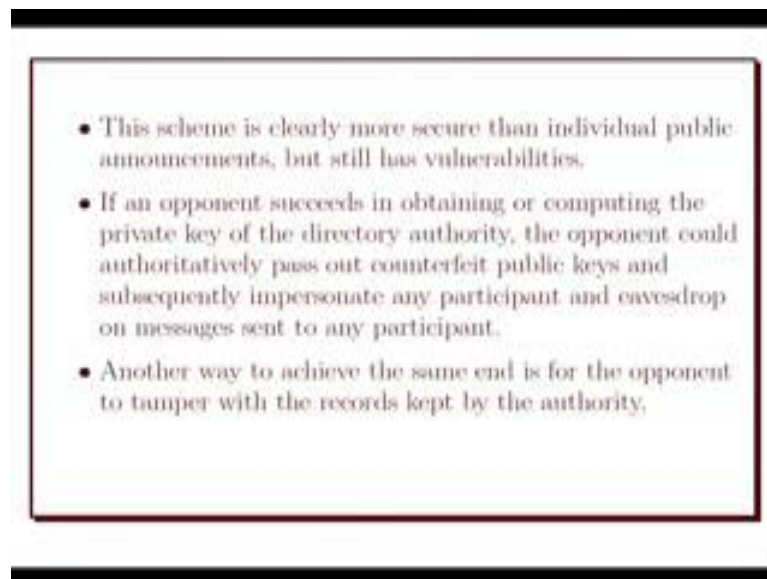 • This scheme is clearly more secure than individual public
announcements, but still has vulnerabilities.
• If an opponent succeeds in obtaining or computing the
private key of the directory authority, the opponent could
authoritatively pass out counterfeit public keys and
subsequently impersonate any participant and eavesdrop
on messages sent to any participant.
• Another way to achieve the same end is for the opponent
to tamper with the records kept by the authority.